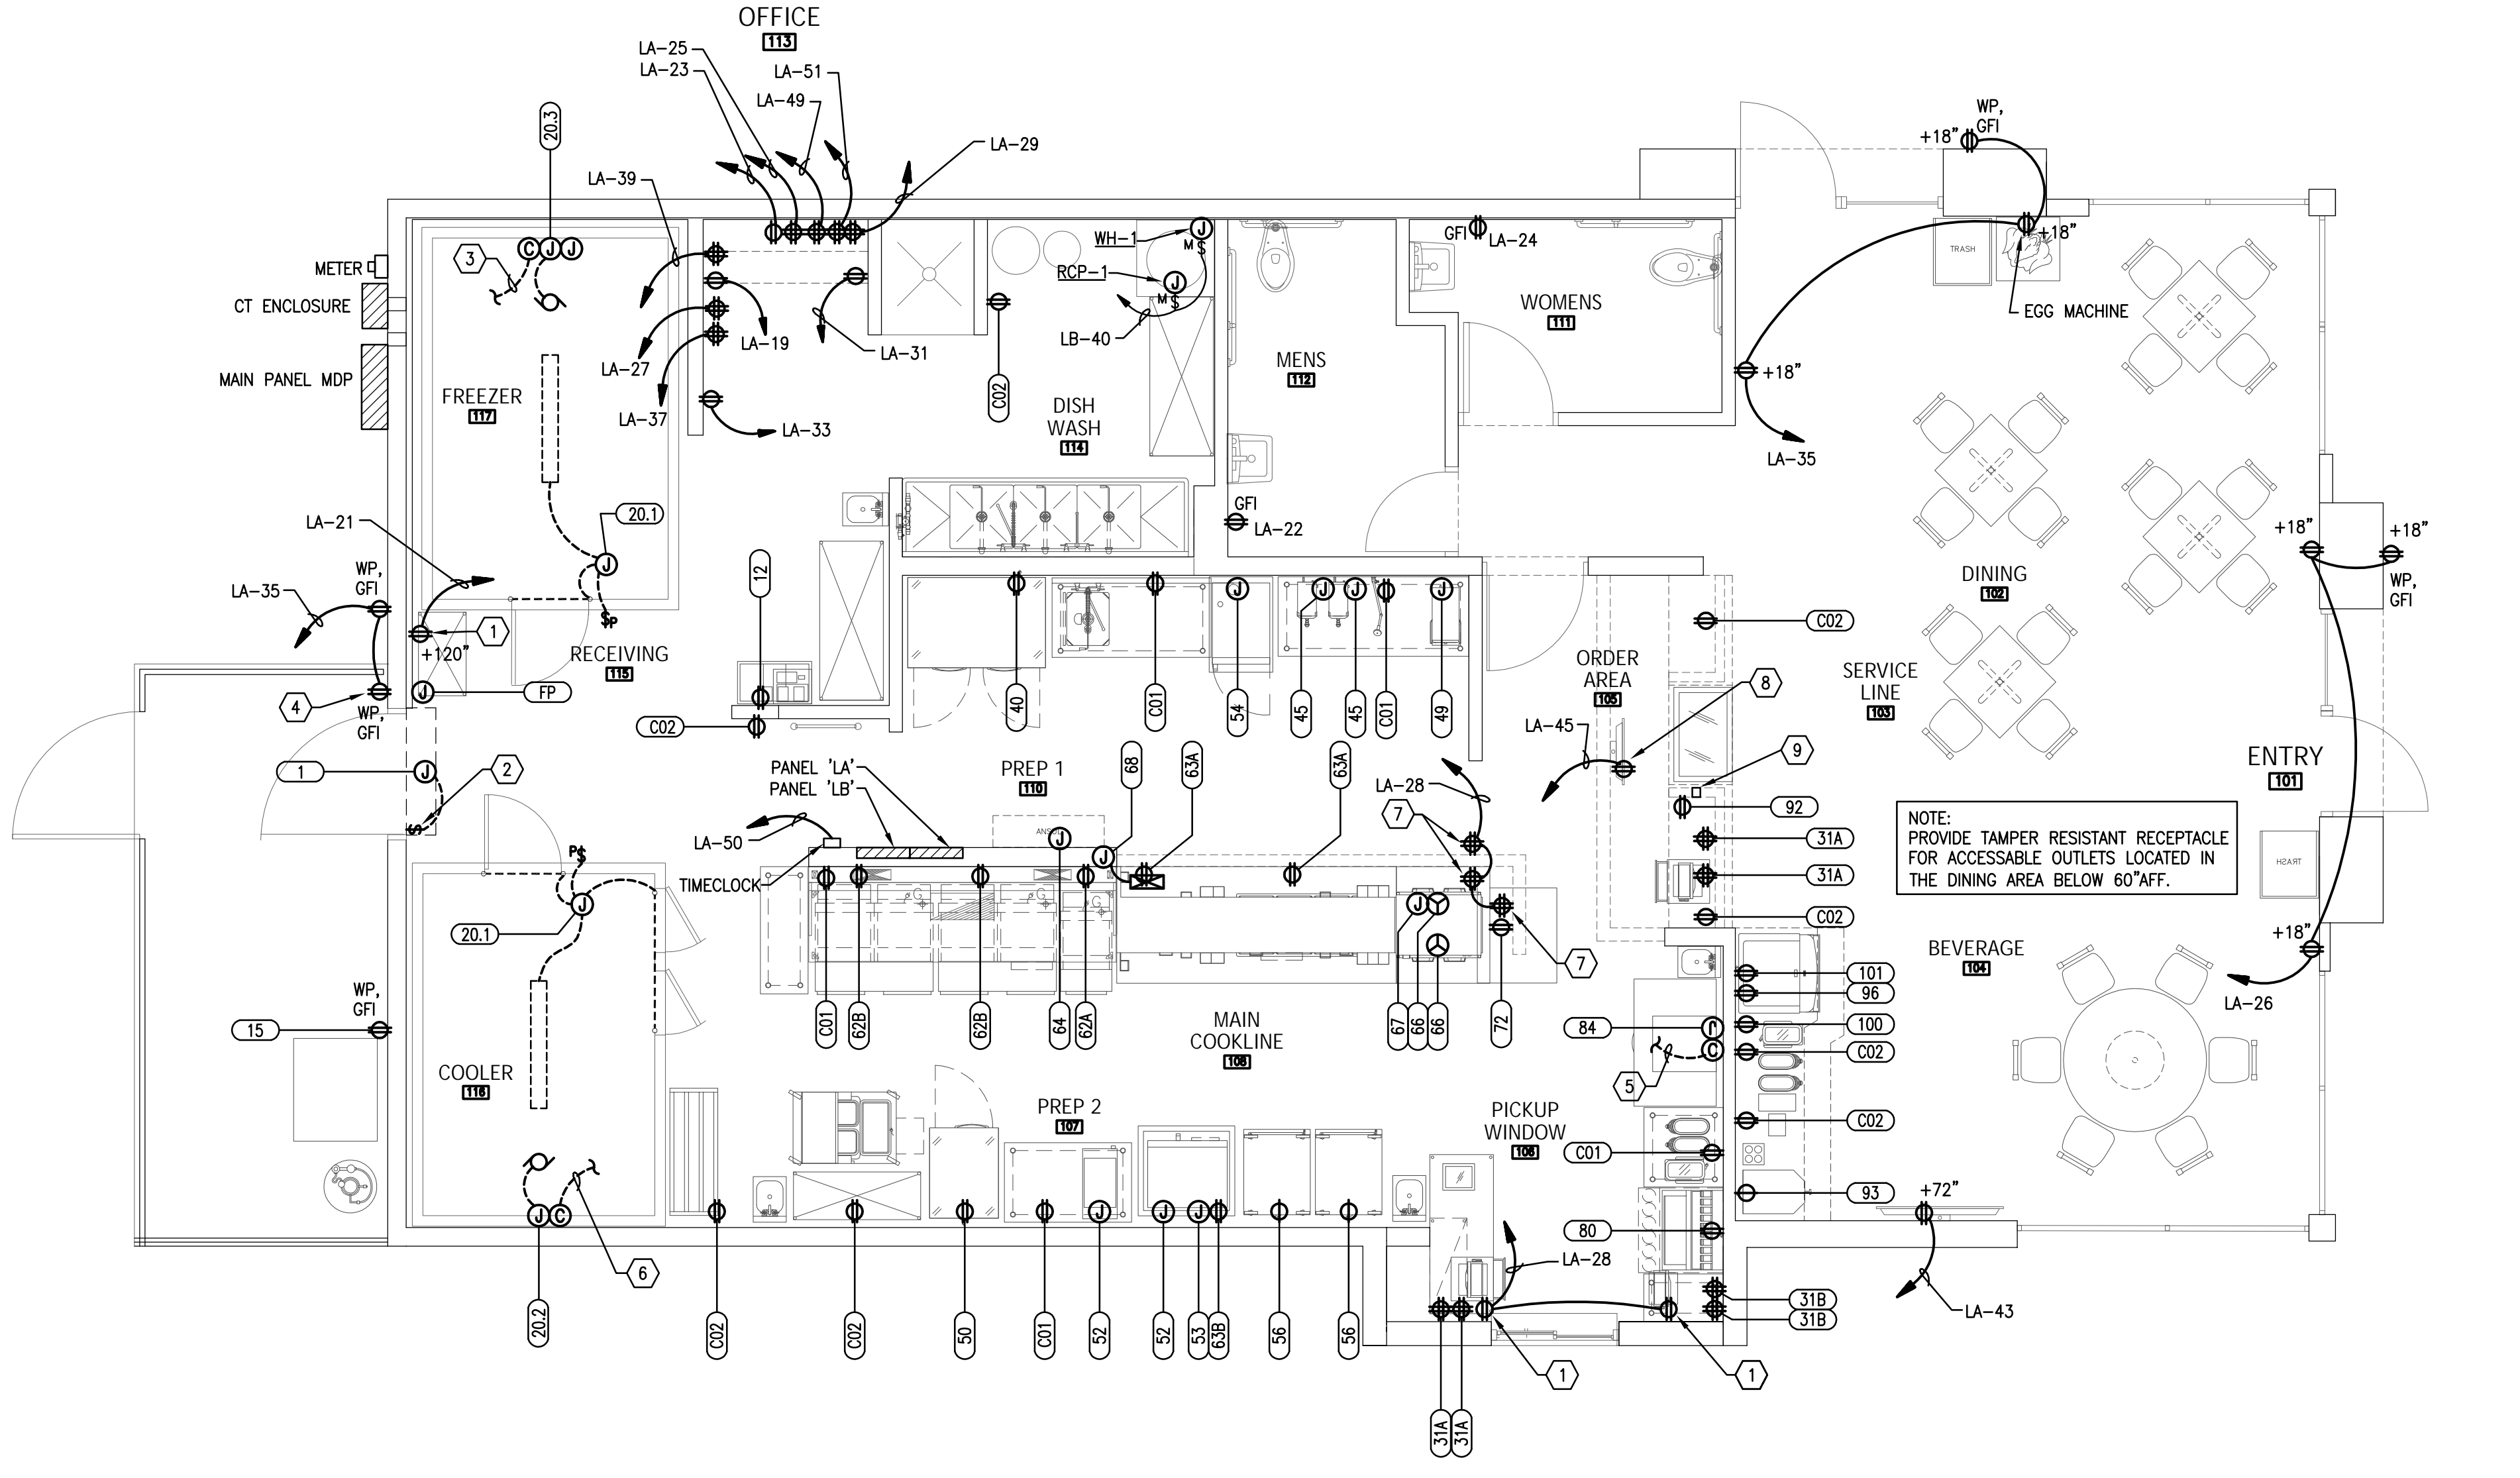 OFFICE
113
LA-25
LA-23
LA-51
LA-49
LA-29
LA-39
20.3
WP,
GFI
+18"
+18"
TRASH
EGG MACHINE
3
METER
CT ENCLOSURE
MAIN PANEL MDP
C J J
WH-1
J
M $
RCP-1
J
M $
LB-40
GFI
LA-24
WOMENS
111
LA-19
LA-31
LA-27
LA-37
LA-33
C02
FREEZER
117
MENS
112
+18"
LA-35
DISH
WASH
114
20.1
J
$P
LA-21
LA-35
WP,
GFI
1
+120"
12
GFI
LA-22
+18"
+18"
WP,
GFI
DINING
102
RECEIVING
115
J
FP
4
WP,
GFI
C02
40
C01
J
54
J
45
J
45
C01
J
49
ORDER
AREA
105
C02
8
SERVICE
LINE
103
LA-45
9
ENTRY
101
1
J
2
$
PANEL 'LA'
PANEL 'LB'
PREP 1
110
68
63A
63A
LA-28
7
92
31A
31A
C02
NOTE:
PROVIDE TAMPER RESISTANT RECEPTACLE
FOR ACCESSABLE OUTLETS LOCATED IN
THE DINING AREA BELOW 60"AFF.
TRASH
LA-50
TIMECLOCK
ANSUL
J
J
P$
J
20.1
G G G
J
7
+18"
BEVERAGE
104
LA-26
101
96
100
C02
C02
93
WP,
GFI
15
C01
62B
62B
64
62A
67
66
66
72
MAIN
COOKLINE
108
84
J
C
5
COOLER
116
PREP 2
107
PICKUP
WINDOW
106
C01
80
+72"
LA-43
J C
6
20.2
C02
C02
50
C01
J
52
J
52
J
53
63B
56
56
LA-28
31B
31B
1
1
31A
31A